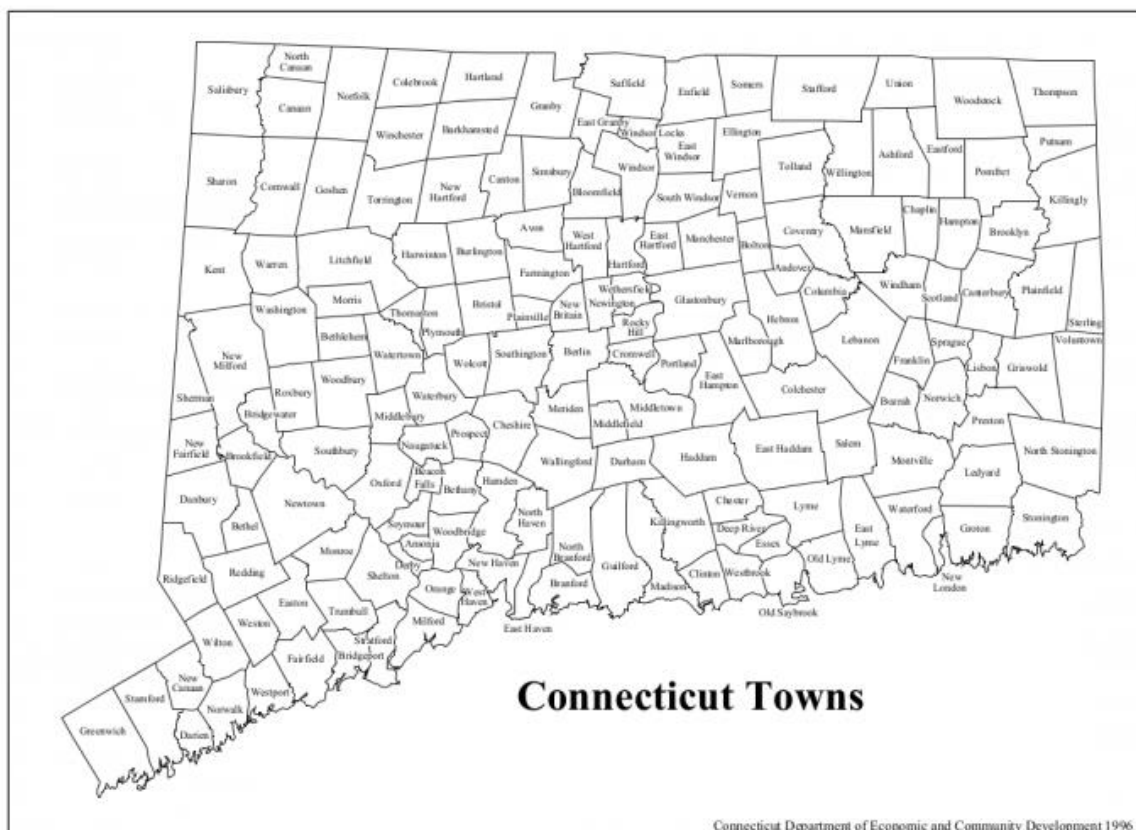 North
Canaan
Salisbury
Canaan
Norfolk
Colebrook
Hartland
Granby
Suffield
Enfield
Somers
Stafford
Union
Woodstock
Thompson
Winchester
Barkhamsted
East Granby
Windsor Locks
East
Windsor
Ellington
Willington
Ashford
Eastford
Putnam
Sharon
Cornwall
Goshen
Torrington
New
Hartford
Canton
Simsbury
Bloomfield
Windsor
South Windsor
Vernon
Tolland
Pomfret
Killingly
Kent
Warren
Litchfield
Harwinton
Burlington
Avon
West
Hartford
Hartford
East
Hartford
Manchester
Bolton
Coventry
Mansfield
Chaplin
Hampton
Brooklyn
Washington
Morris
Thomaston
Plymouth
Bristol
Farmington
Plainville
New
Britain
Newington
Wethersfield
Rocky
Hill
Glastonbury
Andover
Columbia
Hebron
Windham
Scotland
Canterbury
Plainfield
Sterling
New
Milford
Bethlehem
Watertown
Wolcott
Southington
Berlin
Cromwell
Portland
Marlborough
East
Hampton
Lebanon
Franklin
Sprague
Lisbon
Griswold
Voluntown
Sherman
Roxbury
Woodbury
Bridgewater
Middlebury
Waterbury
Cheshire
Meriden
Middlefield
Middletown
Colchester
Bozrah
Norwich
Preston
New
Fairfield
Brookfield
Southbury
Naugatuck
Prospect
Wallingford
Durham
Haddam
East Haddam
Salem
Montville
Ledyard
North Stonington
Danbury
Bethel
Newtown
Oxford
Beacon
Falls
Bethany
Hamden
North
Haven
Killingworth
Chester
Deep River
Essex
Lyme
East
Lyme
Waterford
Groton
Stonington
Ridgefield
Redding
Monroe
Seymour
Ansonia
Derby
Woodbridge
Shelton
New Haven
North
Branford
Branford
Guilford
Madison
Clinton
Westbrook
Old Lyme
New
London
Old Saybrook
Wilton
Weston
Easton
Trumbull
Orange
West
Haven
Milford
East Haven
Stratford
Bridgeport
Fairfield
Greenwich
Stamford
New
Canaan
Darien
Norwalk
Westport
Connecticut Towns
Connecticut Department of Economic and Community Development 1996